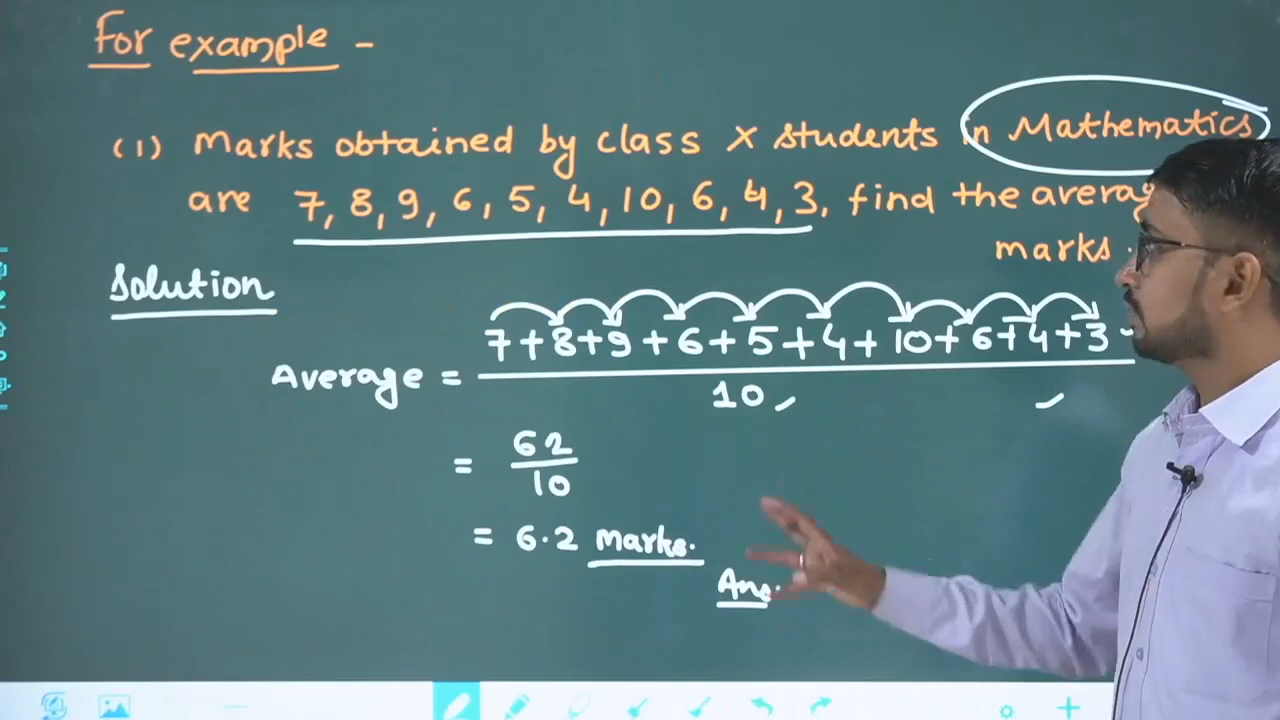 For example -
(1) Marks obtained by class X students in Mathematics
are 7, 8, 9, 6, 5, 4, 10, 6, 4, 3, find the averag
marks.
Solution
7+8+9+6+5+4+10+6+4+3
Average =
10
= 62
10
= 6.2 marks.
Ans.